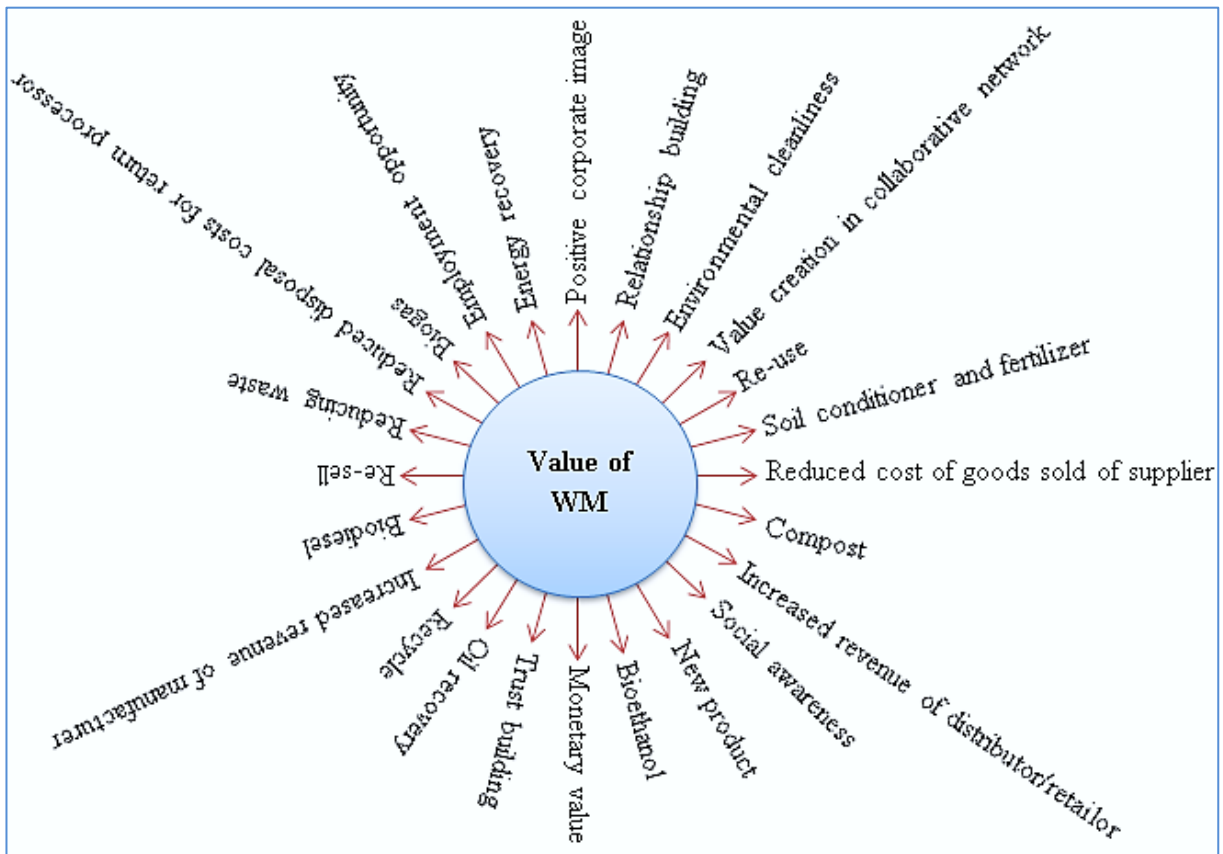 Value of
WM
Positive corporate image
Relationship building
Environmental cleanliness
Value creation in collaborative network
Re-use
Soil conditioner and fertilizer
Reduced cost of goods sold of supplier
Compost
Increased revenue of distributor/retailor
Social awareness
New product
Bioethanol
Monetary value
Trust building
Oil recovery
Recycle
Increased revenue of manufacturer
Biodiesel
Re-sell
Reducing waste
Reduced disposal costs for return processor
Biogas
Employment opportunity
Energy recovery